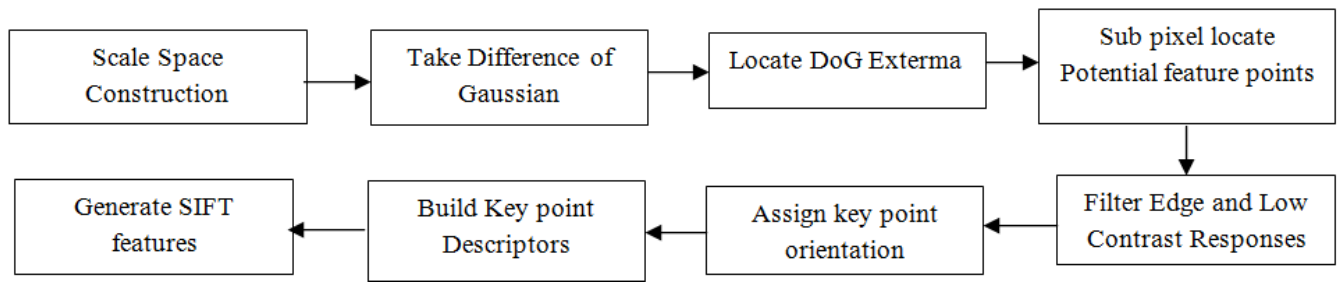 Scale Space
Construction
Take Difference of
Gaussian
Locate DoG Exterma
Sub pixel locate
Potential feature points
Filter Edge and Low
Contrast Responses
Assign key point
orientation
Build Key point
Descriptors
Generate SIFT
features